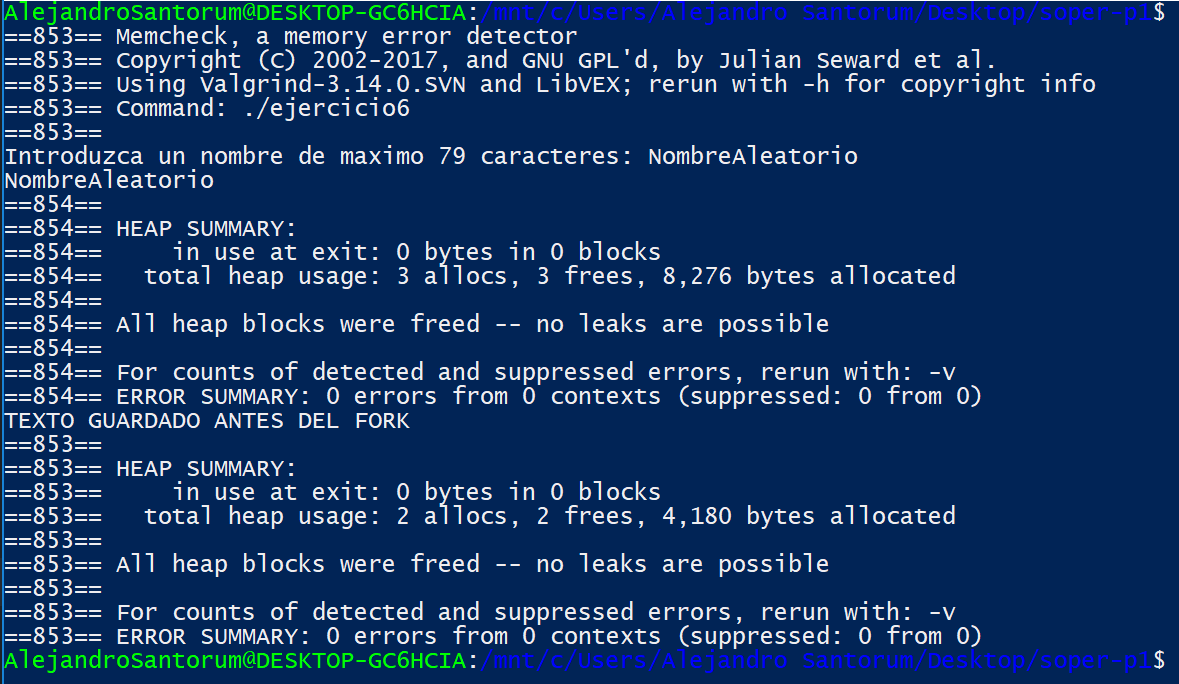 AlejandroSantorum@DESKTOP-GC6HCIA:/mnt/c/Users/Alejandro Santorum/Desktop/soper-p1$
==853== Memcheck, a memory error detector
==853== Copyright (C) 2002-2017, and GNU GPL'd, by Julian Seward et al.
==853== Using Valgrind-3.14.0.SVN and LibVEX; rerun with -h for copyright info
==853== Command: ./ejercicio6
==853==
Introduzca un nombre de maximo 79 caracteres: NombreAleatorio
NombreAleatorio
==854==
==854== HEAP SUMMARY:
==854==     in use at exit: 0 bytes in 0 blocks
==854==   total heap usage: 3 allocs, 3 frees, 8,276 bytes allocated
==854==
==854== All heap blocks were freed -- no leaks are possible
==854==
==854== For counts of detected and suppressed errors, rerun with: -v
==854== ERROR SUMMARY: 0 errors from 0 contexts (suppressed: 0 from 0)
TEXTO GUARDADO ANTES DEL FORK
==853==
==853== HEAP SUMMARY:
==853==     in use at exit: 0 bytes in 0 blocks
==853==   total heap usage: 2 allocs, 2 frees, 4,180 bytes allocated
==853==
==853== All heap blocks were freed -- no leaks are possible
==853==
==853== For counts of detected and suppressed errors, rerun with: -v
==853== ERROR SUMMARY: 0 errors from 0 contexts (suppressed: 0 from 0)
AlejandroSantorum@DESKTOP-GC6HCIA:/mnt/c/Users/Alejandro Santorum/Desktop/soper-p1$